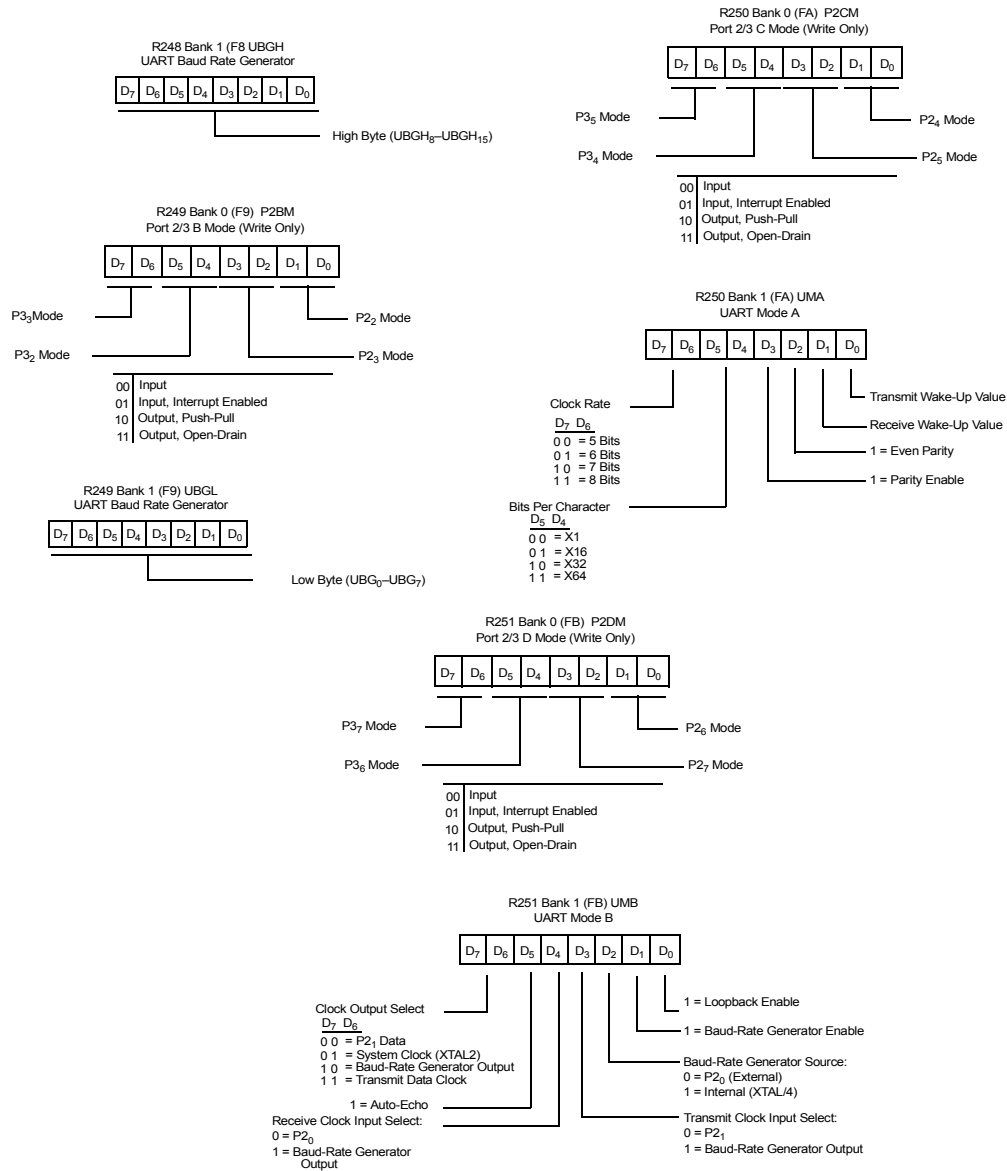 R248 Bank 1 (F8 UBGH
UART Baud Rate Generator
D7 D6 D5 D4 D3 D2 D1 D0
High Byte (UBGH8–UBGH15)
R249 Bank 0 (F9) P2BM
Port 2/3 B Mode (Write Only)
D7 D6 D5 D4 D3 D2 D1 D0
P33Mode
P22 Mode
P32 Mode
P23 Mode
00 Input
01 Input, Interrupt Enabled
10 Output, Push-Pull
11 Output, Open-Drain
R249 Bank 1 (F9) UBGL
UART Baud Rate Generator
D7 D6 D5 D4 D3 D2 D1 D0
Low Byte (UBG0–UBG7)
R250 Bank 0 (FA) P2CM
Port 2/3 C Mode (Write Only)
D7 D6 D5 D4 D3 D2 D1 D0
P35 Mode
P24 Mode
P34 Mode
P25 Mode
00 Input
01 Input, Interrupt Enabled
10 Output, Push-Pull
11 Output, Open-Drain
R250 Bank 1 (FA) UMA
UART Mode A
D7 D6 D5 D4 D3 D2 D1 D0
Transmit Wake-Up Value
Receive Wake-Up Value
1 = Even Parity
1 = Parity Enable
Clock Rate
D7 D6
0 0 = 5 Bits
0 1 = 6 Bits
1 0 = 7 Bits
1 1 = 8 Bits
Bits Per Character
D5 D4
0 0 = X1
0 1 = X16
1 0 = X32
1 1 = X64
R251 Bank 0 (FB) P2DM
Port 2/3 D Mode (Write Only)
D7 D6 D5 D4 D3 D2 D1 D0
P37 Mode
P26 Mode
P36 Mode
P27 Mode
00 Input
01 Input, Interrupt Enabled
10 Output, Push-Pull
11 Output, Open-Drain
R251 Bank 1 (FB) UMB
UART Mode B
D7 D6 D5 D4 D3 D2 D1 D0
Clock Output Select
D7 D6
0 0 = P21 Data
0 1 = System Clock (XTAL2)
1 0 = Baud-Rate Generator Output
1 1 = Transmit Data Clock
1 = Auto-Echo
Receive Clock Input Select:
0 = P20
1 = Baud-Rate Generator
Output
1 = Loopback Enable
1 = Baud-Rate Generator Enable
Baud-Rate Generator Source:
0 = P20 (External)
1 = Internal (XTAL/4)
Transmit Clock Input Select:
0 = P21
1 = Baud-Rate Generator Output